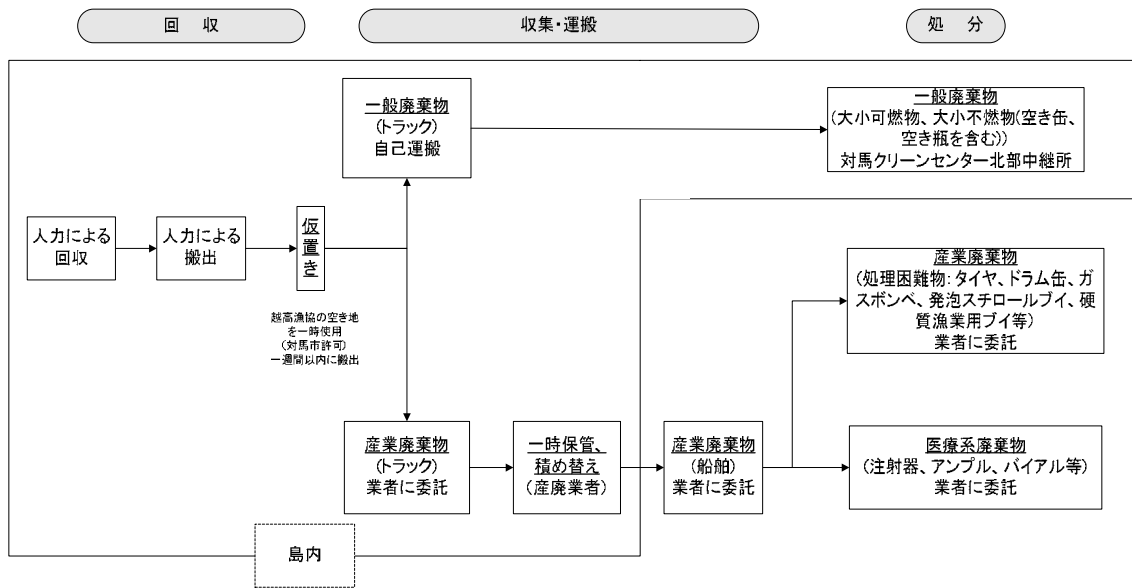 回　収
収集・運搬
処　分
一般廃棄物
(トラック)
自己運搬
一般廃棄物
(大小可燃物、大小不燃物(空き缶、
空き瓶を含む))
対馬クリーンセンター北部中継所
人力による
回収
人力による
搬出
仮置き
越高漁協の空き地
を一時使用
(対馬市許可)
一週間以内に搬出
産業廃棄物
(処理困難物:タイヤ、ドラム缶、ガ
スボンベ、発泡スチロールブイ、硬
質漁業用ブイ等)
業者に委託
産業廃棄物
(トラック)
業者に委託
一時保管、
積め替え
(産廃業者)
産業廃棄物
(船舶)
業者に委託
医療系廃棄物
(注射器、アンプル、バイアル等)
業者に委託
島内